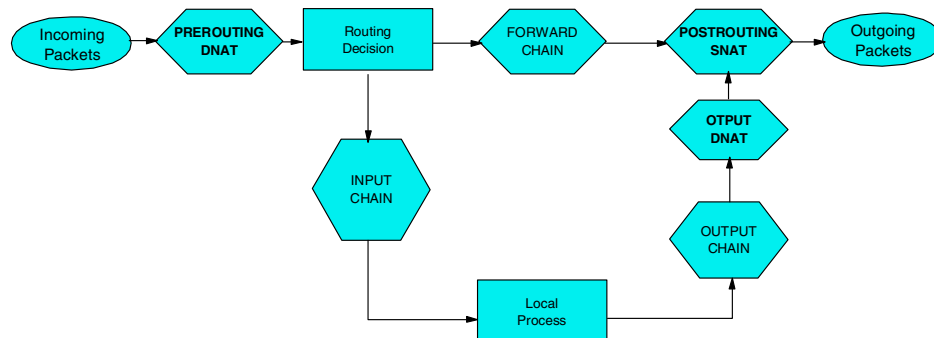 Incoming
Packets
PREROUTING
DNAT
Routing
Decision
FORWARD
CHAIN
POSTROUTING
SNAT
Outgoing
Packets
OTPUT
DNAT
INPUT
CHAIN
OUTPUT
CHAIN
Local
Process